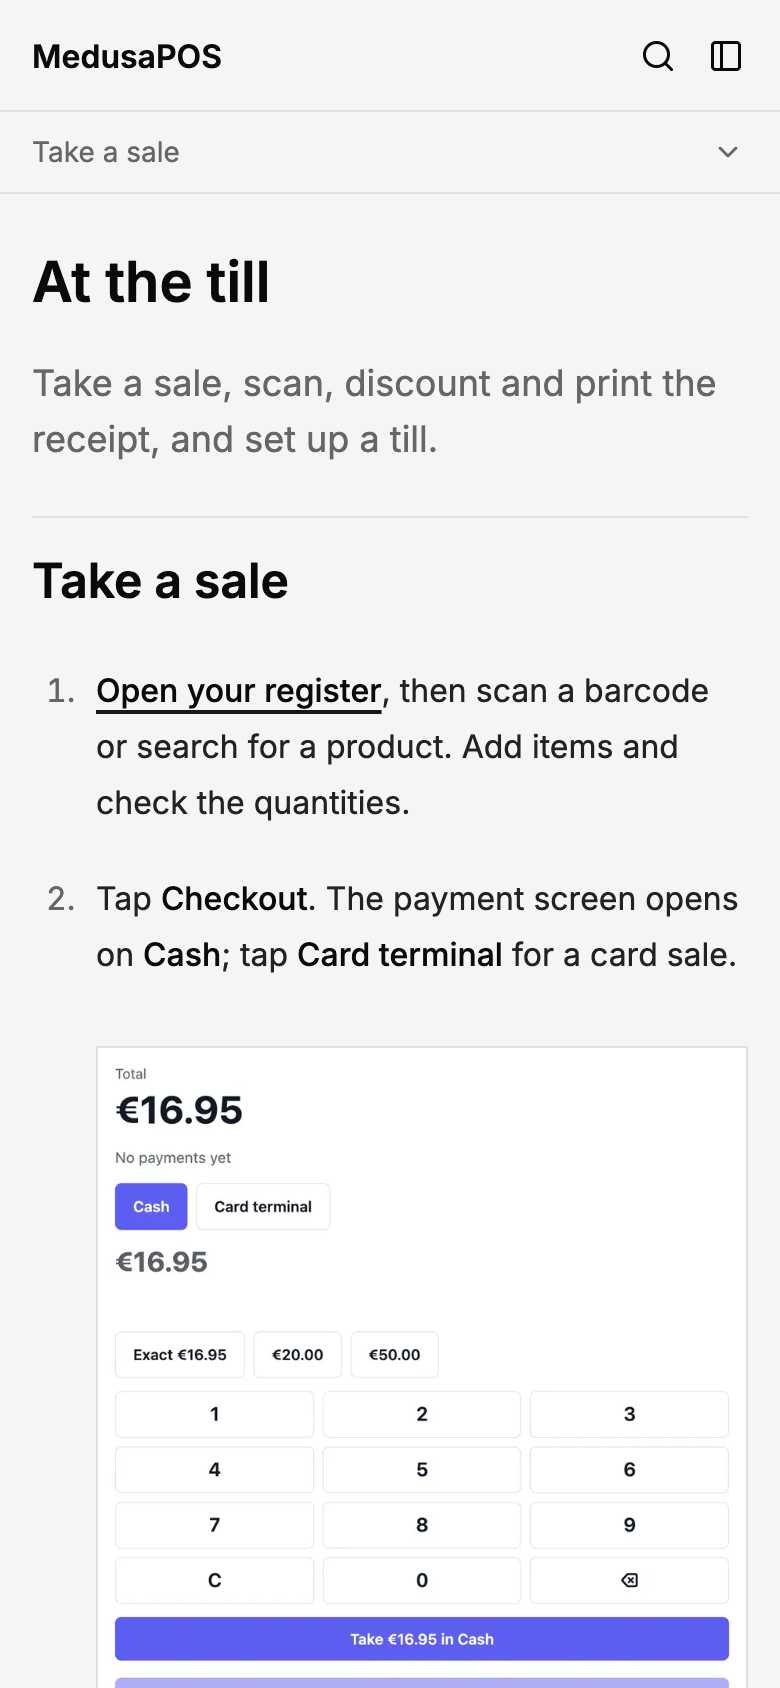 MedusaPOS
Take a sale
At the till
Take a sale, scan, discount and print the
receipt, and set up a till.
Take a sale
1. Open your register, then scan a barcode
or search for a product. Add items and
check the quantities.
2. Tap Checkout. The payment screen opens
on Cash; tap Card terminal for a card sale.
Total
€16.95
No payments yet
Cash Card terminal
€16.95
Exact €16.95 €20.00 €50.00
1 2 3
4 5 6
7 8 9
C 0
Take €16.95 in Cash